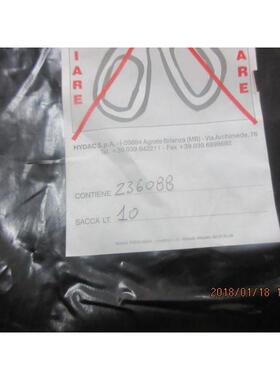 IARE
ARE
HYDAC S.p.A. - I-20864 Agrate Brianza (MB) - Via Archimede, 76
Tel. +39 039 642211 - Fax +39 039 6899682
CONTIENE 236088
SACCA LT. 10
2018/01/18